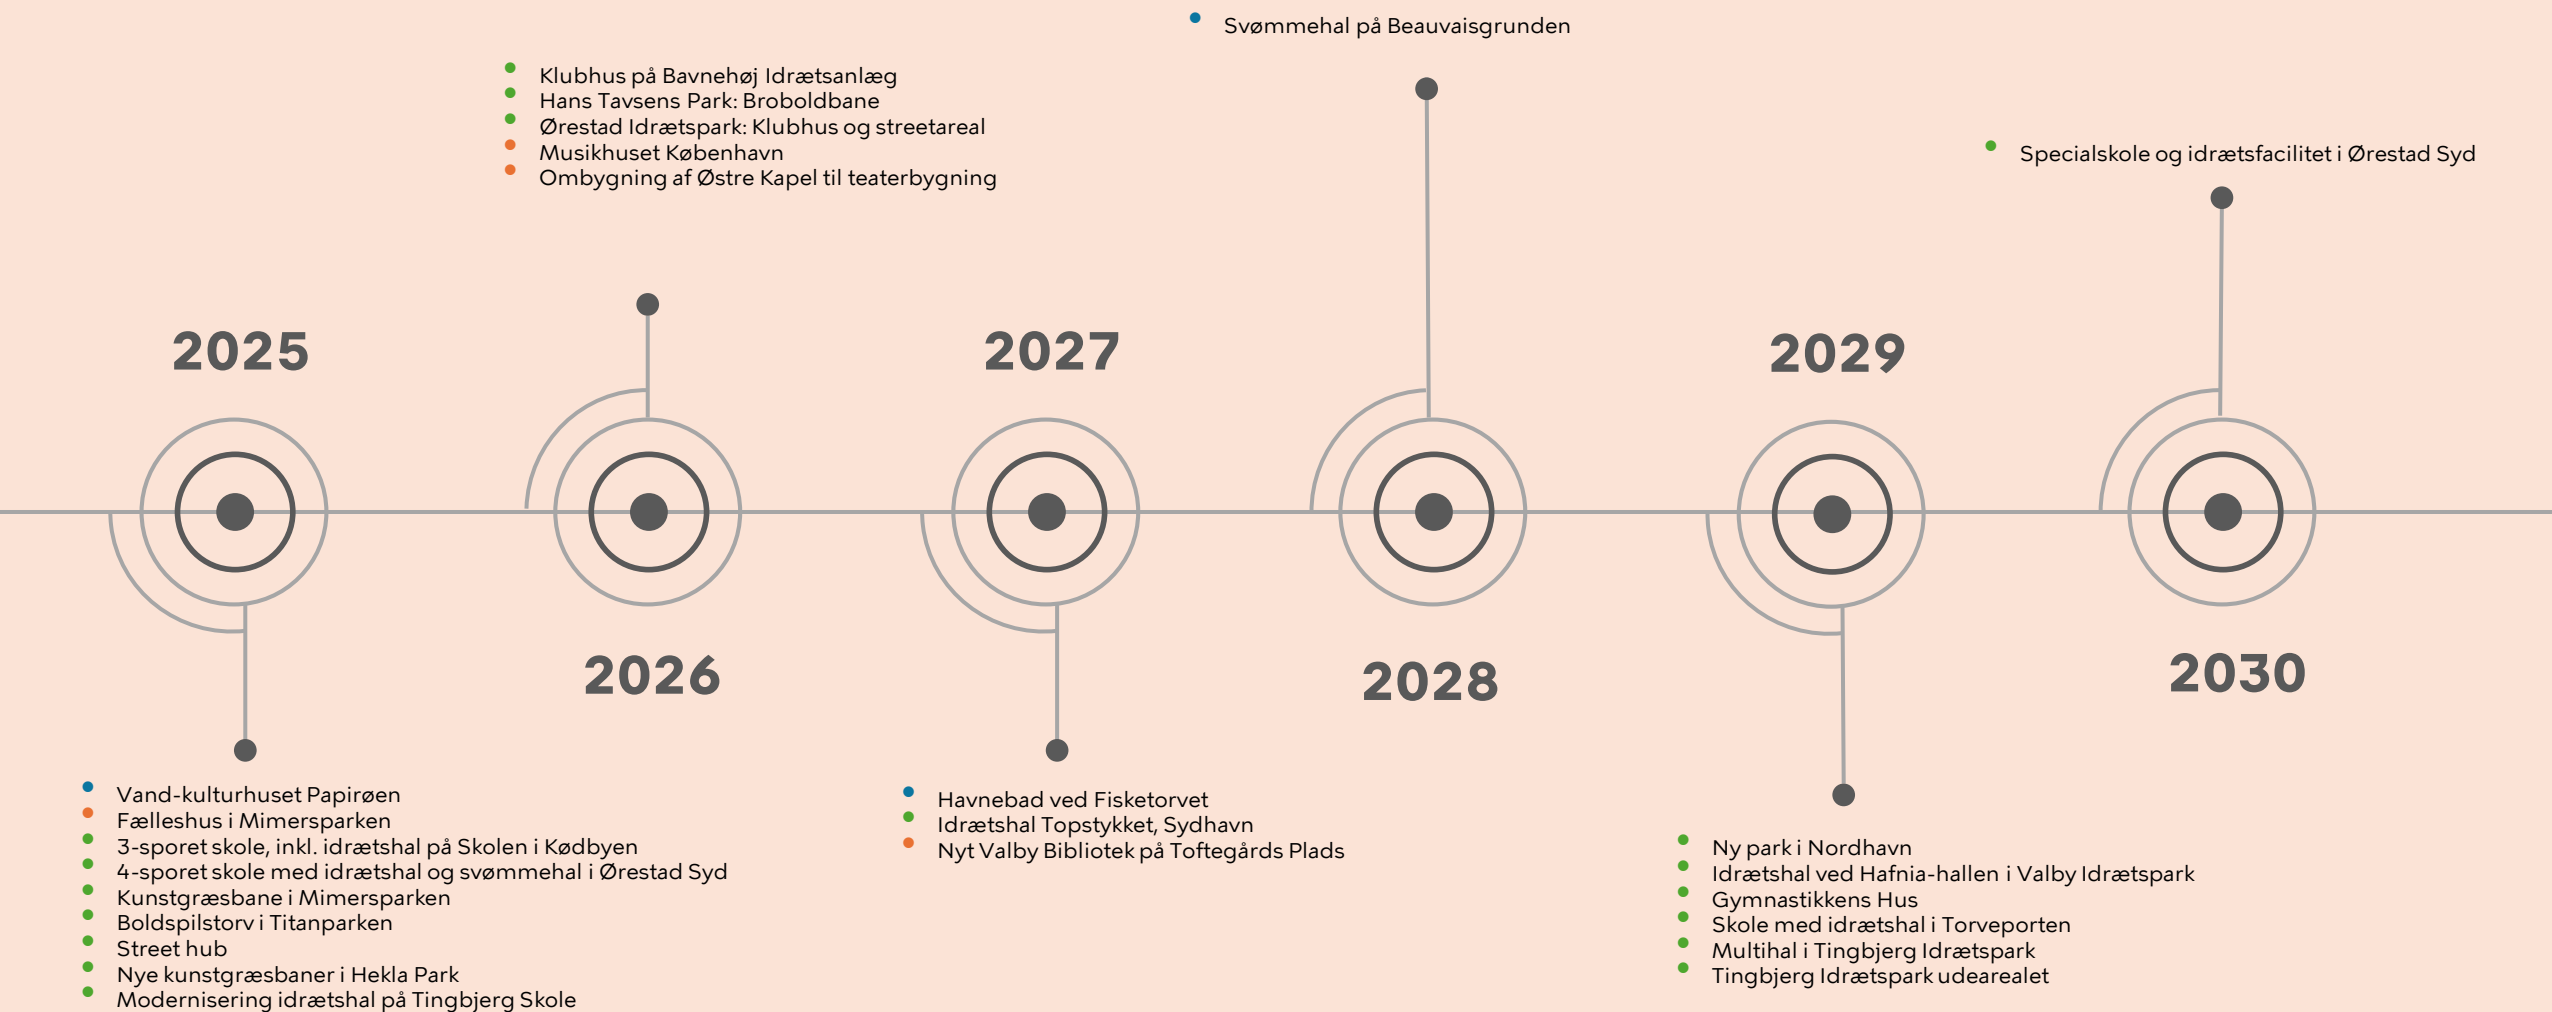 Svømmehal på Beauvaisgrunden
Klubhus på Bavnehøj Idrætsanlæg
Hans Tavsens Park: Broboldbane
Ørestad Idrætspark: Klubhus og streetareal
Musikhuset København
Ombygning af Østre Kapel til teaterbygning
Specialskole og idrætsfacilitet i Ørestad Syd
2025
2027
2029
2026
2028
2030
Vand-kulturhuset Papirøen
Fælleshus i Mimersparken
3-sporet skole, inkl. idrætshal på Skolen i Kødbyen
4-sporet skole med idrætshal og svømmehal i Ørestad Syd
Kunstgræsbane i Mimersparken
Boldspilstorv i Titanparken
Street hub
Nye kunstgræsbaner i Hekla Park
Modernisering idrætshal på Tingbjerg Skole
Havnebad ved Fisketorvet
Idrætshal Topstykket, Sydhavn
Nyt Valby Bibliotek på Toftegårds Plads
Ny park i Nordhavn
Idrætshal ved Hafnia-hallen i Valby Idrætspark
Gymnastikkens Hus
Skole med idrætshal i Torveporten
Multihal i Tingbjerg Idrætspark
Tingbjerg Idrætspark udearealet